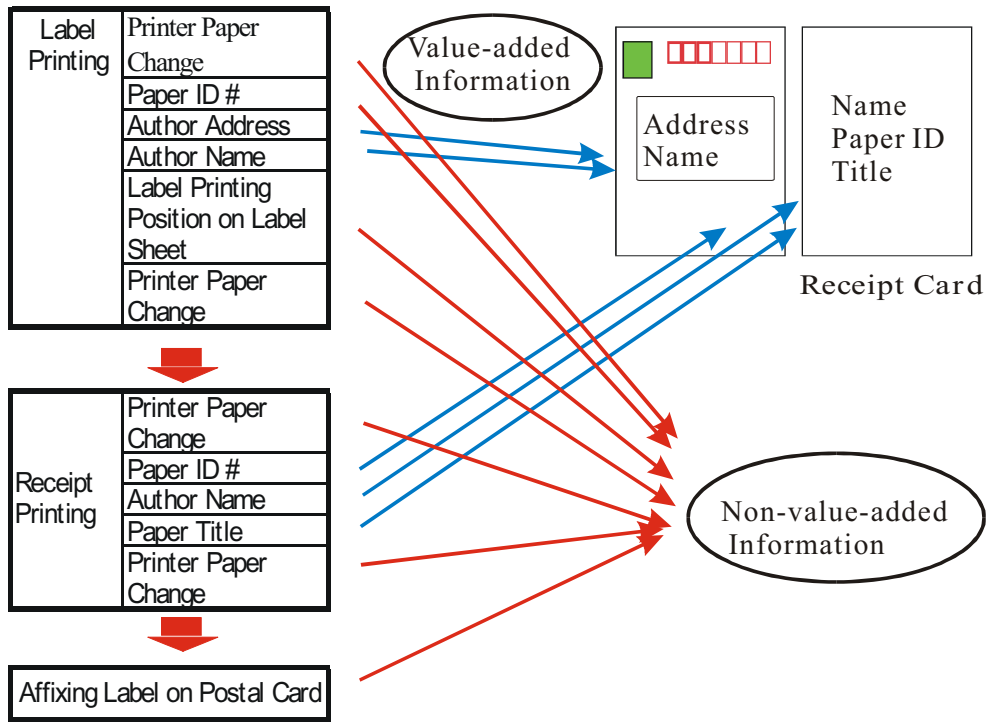 Label
Printing
Printer Paper
Change
Paper ID #
Author Address
Author Name
Label Printing
Position on Label
Sheet
Printer Paper
Change
Receipt
Printing
Printer Paper
Change
Paper ID #
Author Name
Paper Title
Printer Paper
Change
Affixing Label on Postal Card
Value-added
Information
Address
Name
Name
Paper ID
Title
Receipt Card
Non-value-added
Information